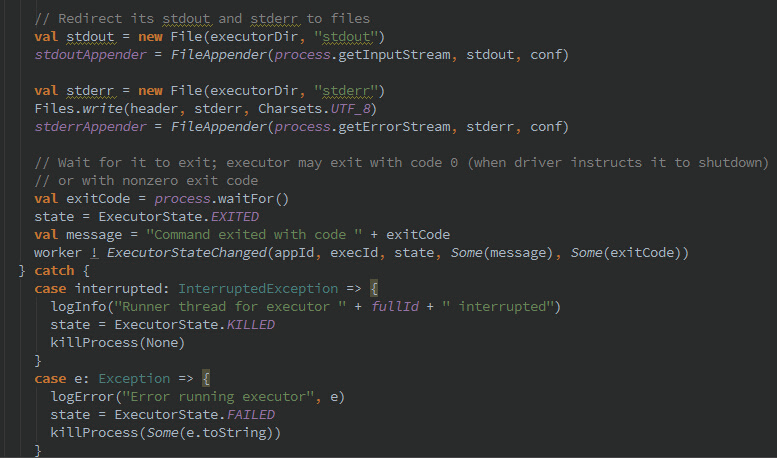 // Redirect its stdout and stderr to files
val stdout = new File(executorDir, "stdout")
stdoutAppender = FileAppender(process.getInputStream, stdout, conf)
val stderr = new File(executorDir, "stderr")
Files.write(header, stderr, Charsets.UTF_8)
stderrAppender = FileAppender(process.getErrorStream, stderr, conf)
// Wait for it to exit; executor may exit with code 0 (when driver instructs it to shutdown)
// or with nonzero exit code
val exitCode = process.waitFor()
state = ExecutorState.EXITED
val message = "Command exited with code " + exitCode
worker ! ExecutorStateChanged(appId, execId, state, Some(message), Some(exitCode))
} catch {
case interrupted: InterruptedException => {
logInfo("Runner thread for executor " + fullId + " interrupted")
state = ExecutorState.KILLED
killProcess(None)
}
case e: Exception => {
logError("Error running executor", e)
state = ExecutorState.FAILED
killProcess(Some(e.toString))
}